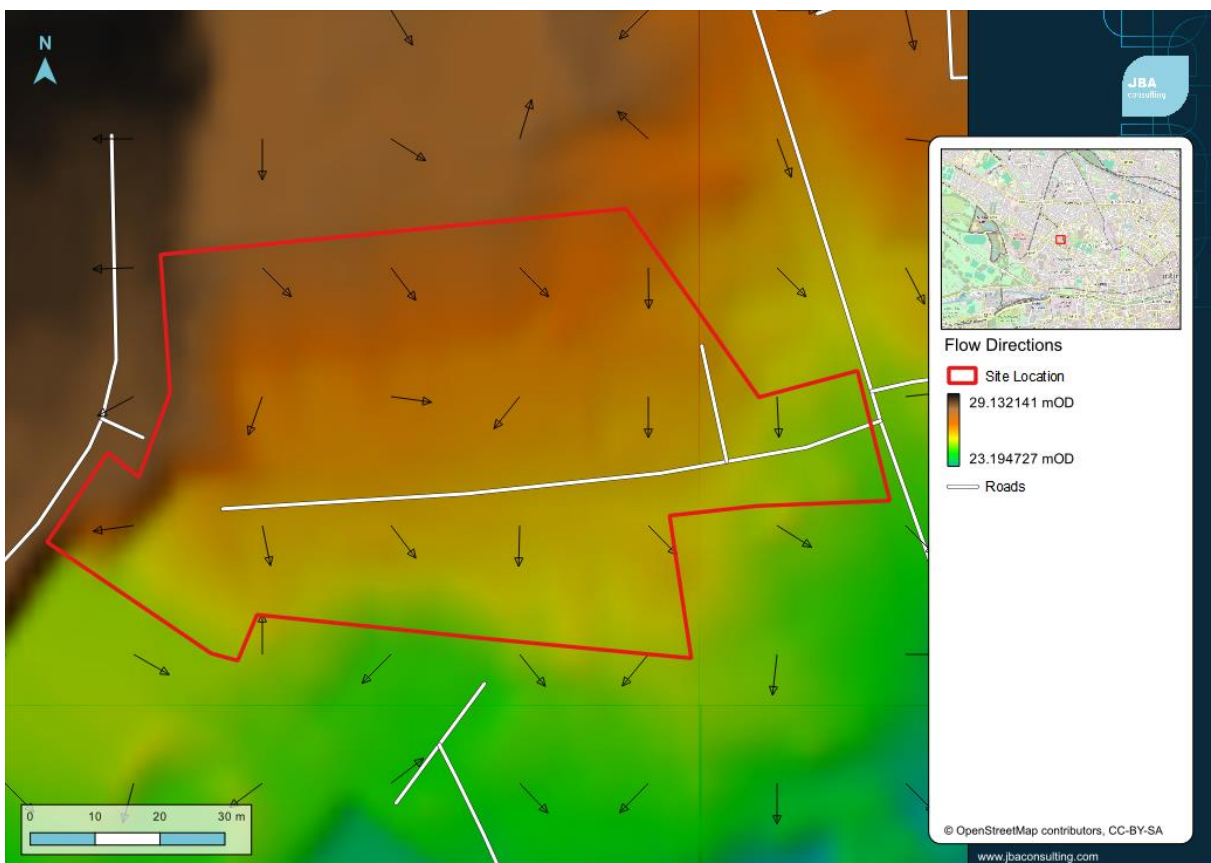 N
JBA
consulting
Flow Directions
Site Location
29.132141 mOD
23.194727 mOD
Roads
0 10 20 30 m
© OpenStreetMap contributors, CC-BY-SA
www.jbaconsulting.com